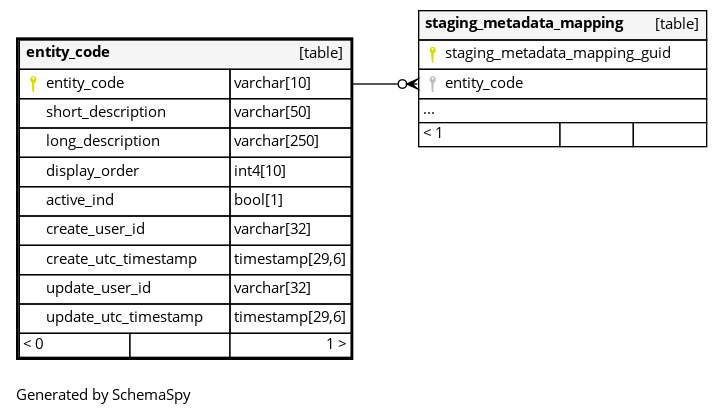 entity_code [table]
entity_code varchar[10]
short_description varchar[50]
long_description varchar[250]
display_order int4[10]
active_ind bool[1]
create_user_id varchar[32]
create_utc_timestamp timestamp[29,6]
update_user_id varchar[32]
update_utc_timestamp timestamp[29,6]
< 0 1 >
staging_metadata_mapping [table]
staging_metadata_mapping_guid
entity_code
...
< 1
Generated by SchemaSpy